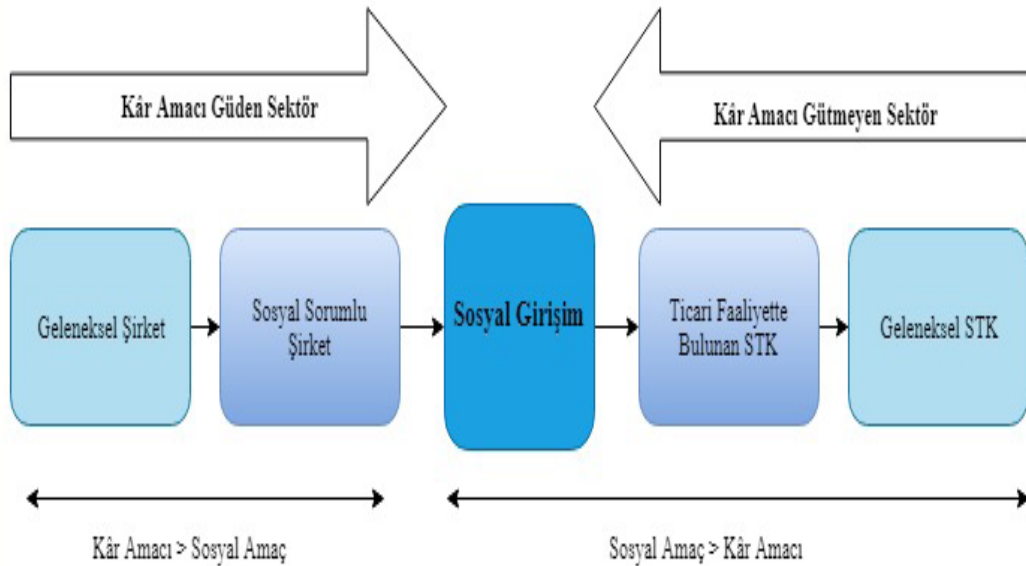 Kâr Amacı Güden Sektör
Kâr Amacı Gütmeyen Sektör
Geleneksel Şirket
Sosyal Sorumlu
Şirket
Sosyal Girişim
Ticari Faaliyette
Bulunan STK
Geleneksel STK
Kâr Amacı > Sosyal Amaç
Sosyal Amaç > Kâr Amacı